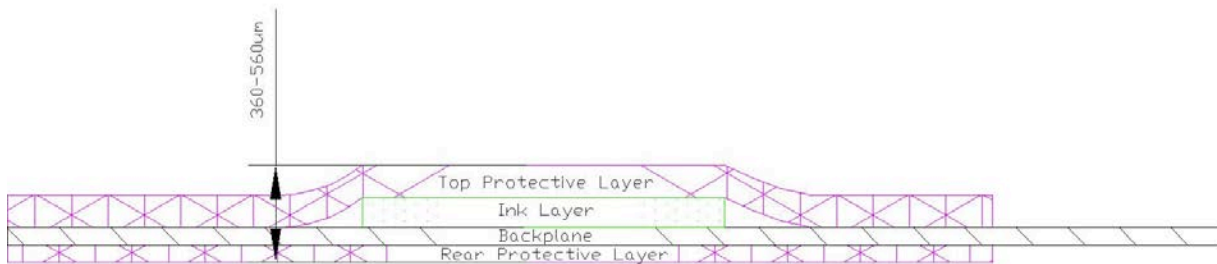 360-560um
Top Protective Layer
Ink Layer
Backplane
Rear Protective Layer